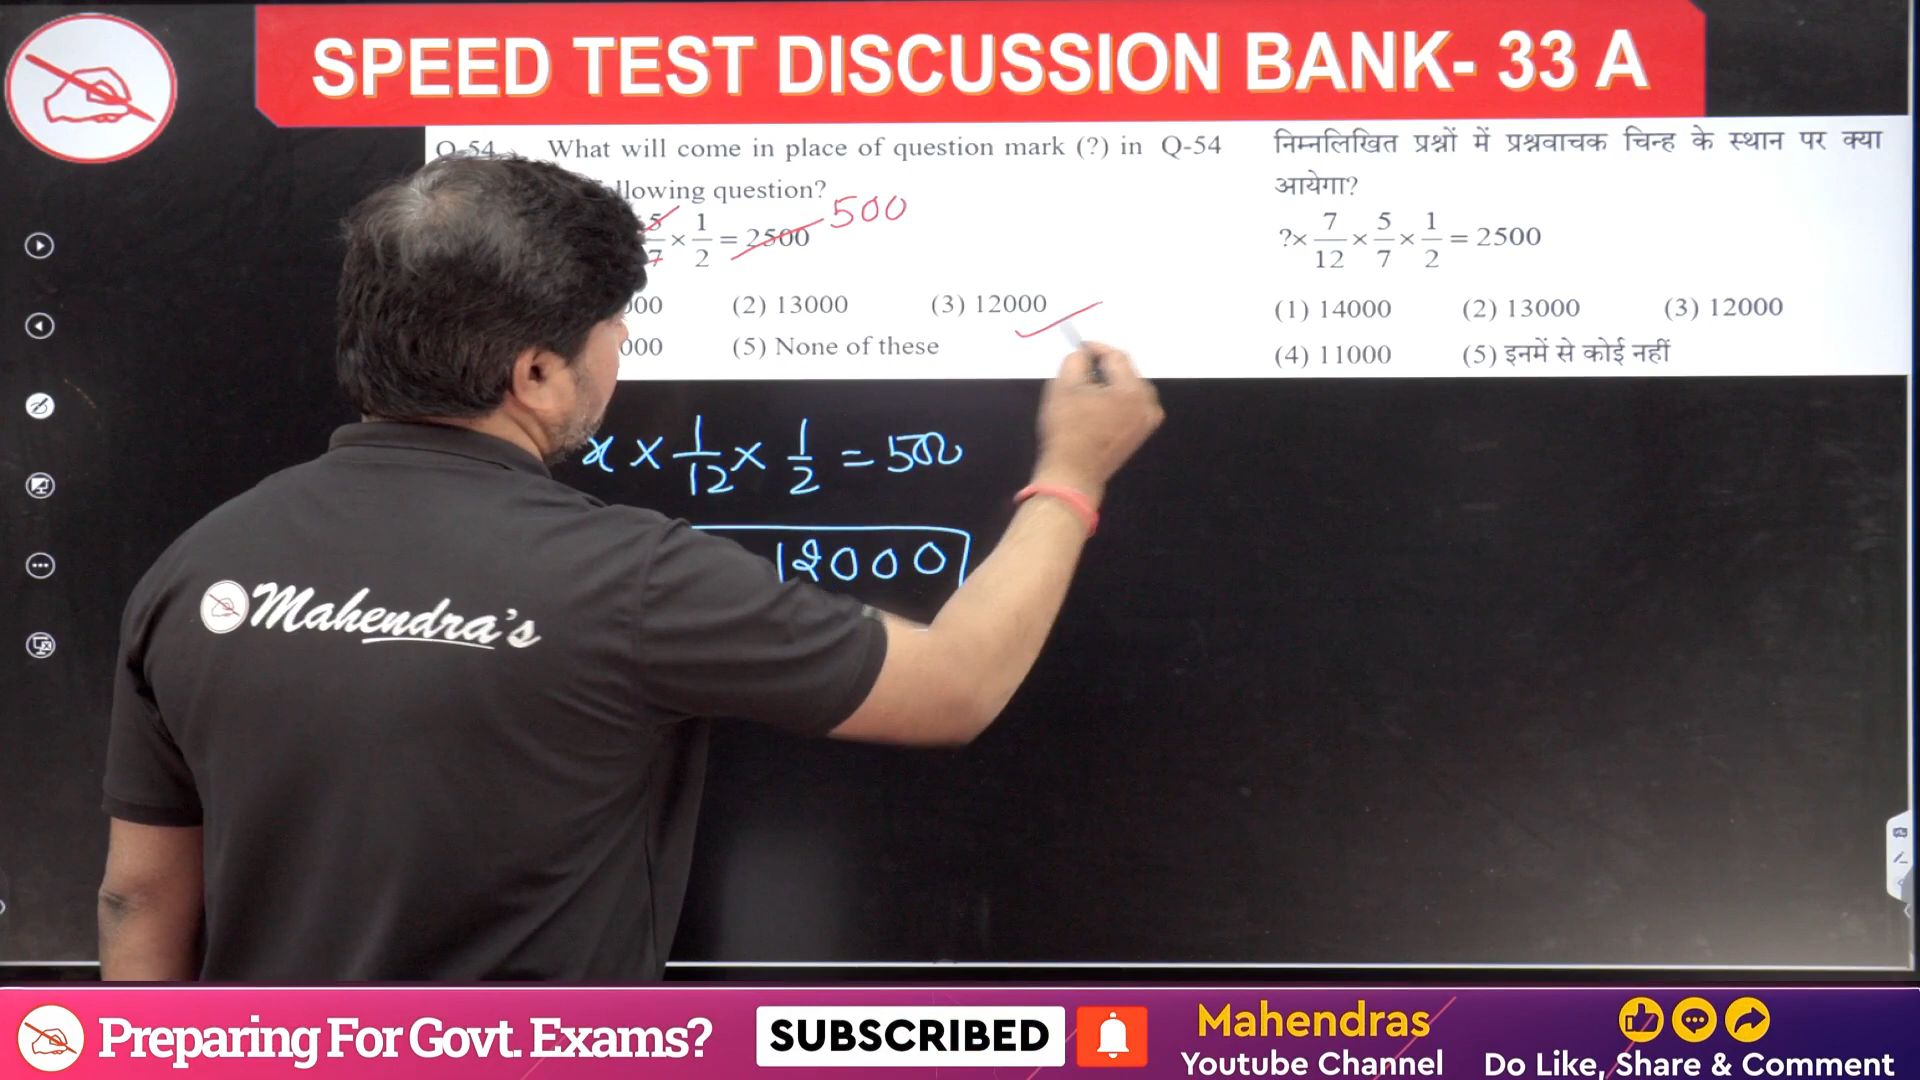 SPEED TEST DISCUSSION BANK- 33 A
Q-54 What will come in place of question mark (?) in
llowing question?
5/7 × 1/2 = 2500 500
000 (2) 13000 (3) 12000
000 (5) None of these
Q-54 निम्नलिखित प्रश्नों में प्रश्नवाचक चिन्ह के स्थान पर क्या
आयेगा?
?× 7/12 × 5/7 × 1/2 = 2500
(1) 14000 (2) 13000 (3) 12000
(4) 11000 (5) इनमें से कोई नहीं
x × 1/12 × 1/2 = 500
12000
Mahendra's
Preparing For Govt. Exams?
SUBSCRIBED
Mahendras
Youtube Channel
Do Like, Share & Comment